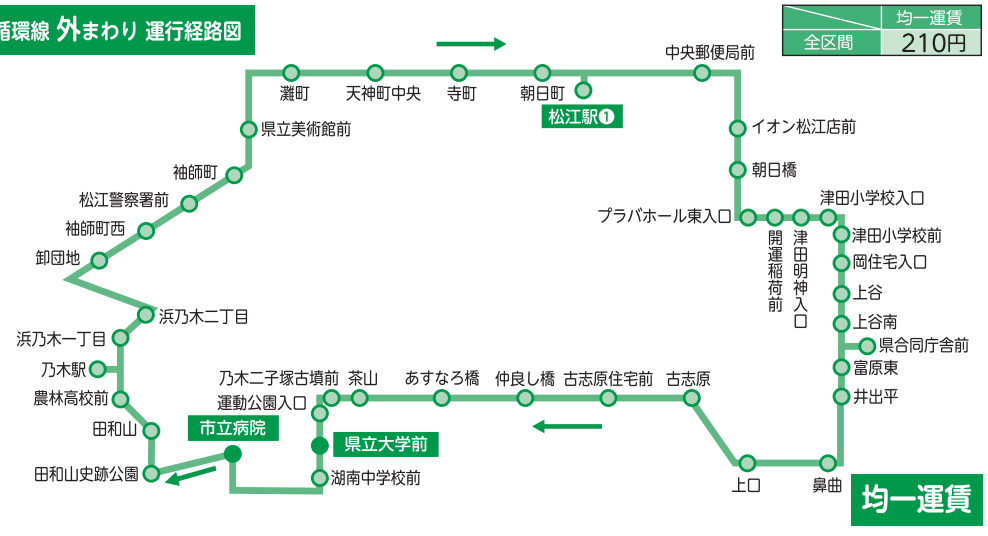 循環線 外まわり 運行経路図
均一運賃
全区間 210円
灘町
天神町中央
寺町
朝日町
松江駅❶
中央郵便局前
県立美術館前
イオン松江店前
袖師町
朝日橋
松江警察署前
津田小学校入口
プラバホール東入口
袖師町西
津田小学校前
開運稲荷前
津田明神入口
卸団地
岡住宅入口
上谷
浜乃木二丁目
上谷南
浜乃木一丁目
県合同庁舎前
乃木駅
富原東
乃木二子塚古墳前
茶山
あすなろ橋
仲良し橋
古志原住宅前
古志原
農林高校前
井出平
運動公園入口
田和山
市立病院
県立大学前
田和山史跡公園
湖南中学校前
上口
鼻曲
均一運賃